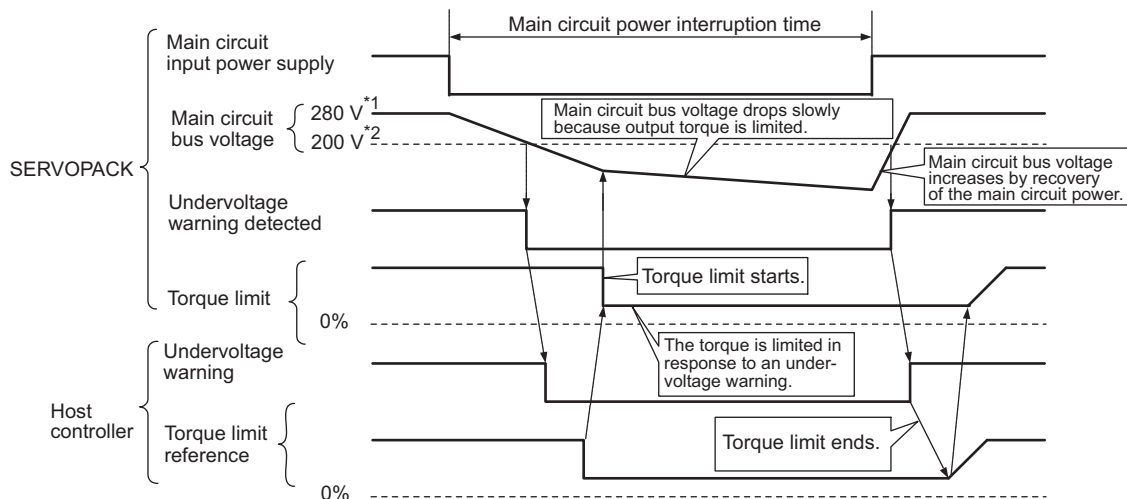 Main circuit power interruption time
Main circuit
input power supply
Main circuit
bus voltage
280 V*1
200 V*2
Main circuit bus voltage drops slowly
because output torque is limited.
Main circuit bus voltage
increases by recovery
of the main circuit power.
SERVOPACK
Undervoltage
warning detected
Torque limit starts.
Torque limit
0%
The torque is limited in
response to an under-
voltage warning.
Undervoltage
warning
Host
controller
Torque limit
reference
Torque limit ends.
0%